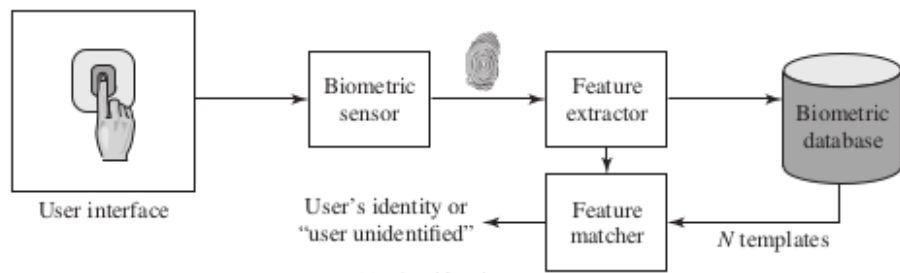 Biometric
sensor
Feature
extractor
Biometric
database
User interface
User's identity or
"user unidentified"
Feature
matcher
N templates